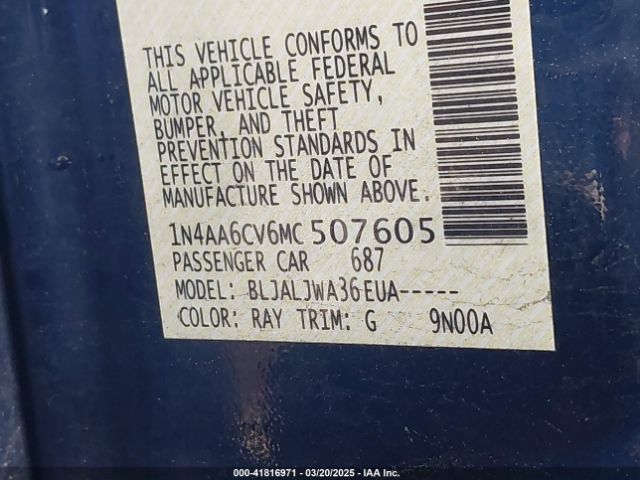 THIS VEHICLE CONFORMS TO
ALL APPLICABLE FEDERAL
MOTOR VEHICLE SAFETY,
BUMPER, AND THEFT
PREVENTION STANDARDS IN
EFFECT ON THE DATE OF
MANUFACTURE SHOWN ABOVE.
1N4AA6CV6MC507605
PASSENGER CAR 687
MODEL: BLJALJWA36EUA------
COLOR: RAY TRIM: G 9N00A
000-41816971 - 03/20/2025 - IAA Inc.